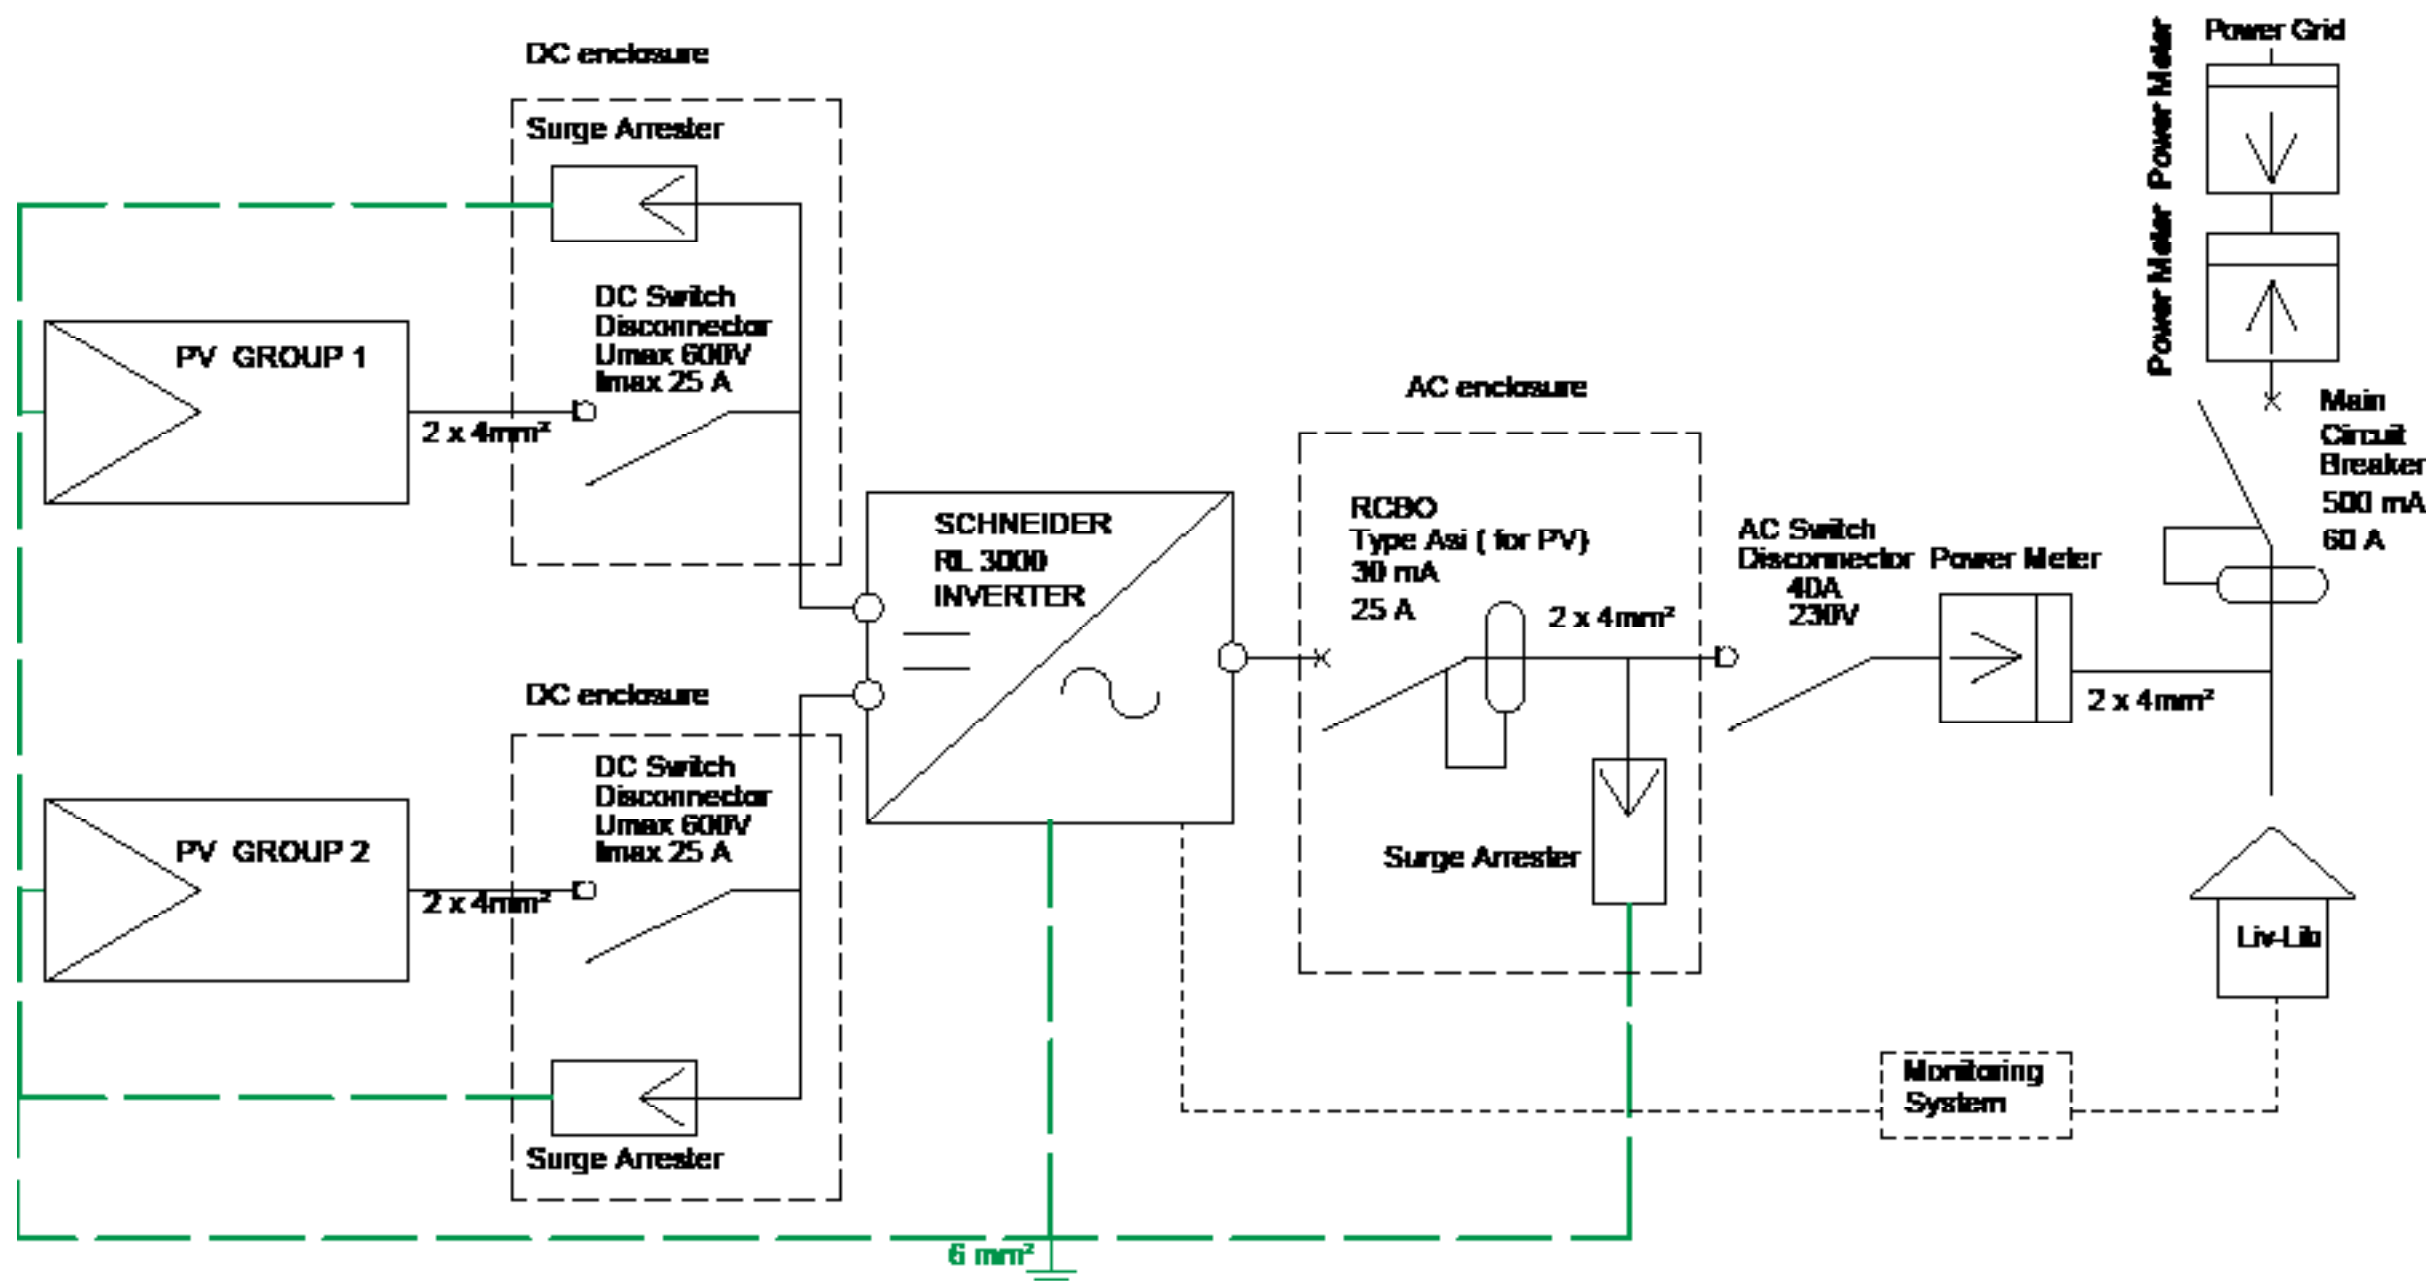 DC enclosure
Surge Arrester
DC Switch
Disconnector
Umax 600V
Imax 25 A
PV GROUP 1
2 x 4mm²
DC enclosure
DC Switch
Disconnector
Umax 600V
Imax 25 A
PV GROUP 2
2 x 4mm²
Surge Arrester
SCHNEIDER
RL 3000
INVERTER
6 mm²
AC enclosure
RCBO
Type Asi ( for PV)
30 mA
25 A
2 x 4mm²
Surge Arrester
AC Switch
Disconnector
40A
230V
Power Meter
2 x 4mm²
Power Grid
Power Meter
Power Meter
Main
Circuit
Breaker
500 mA
60 A
Liv-Lib
Monitoring
System